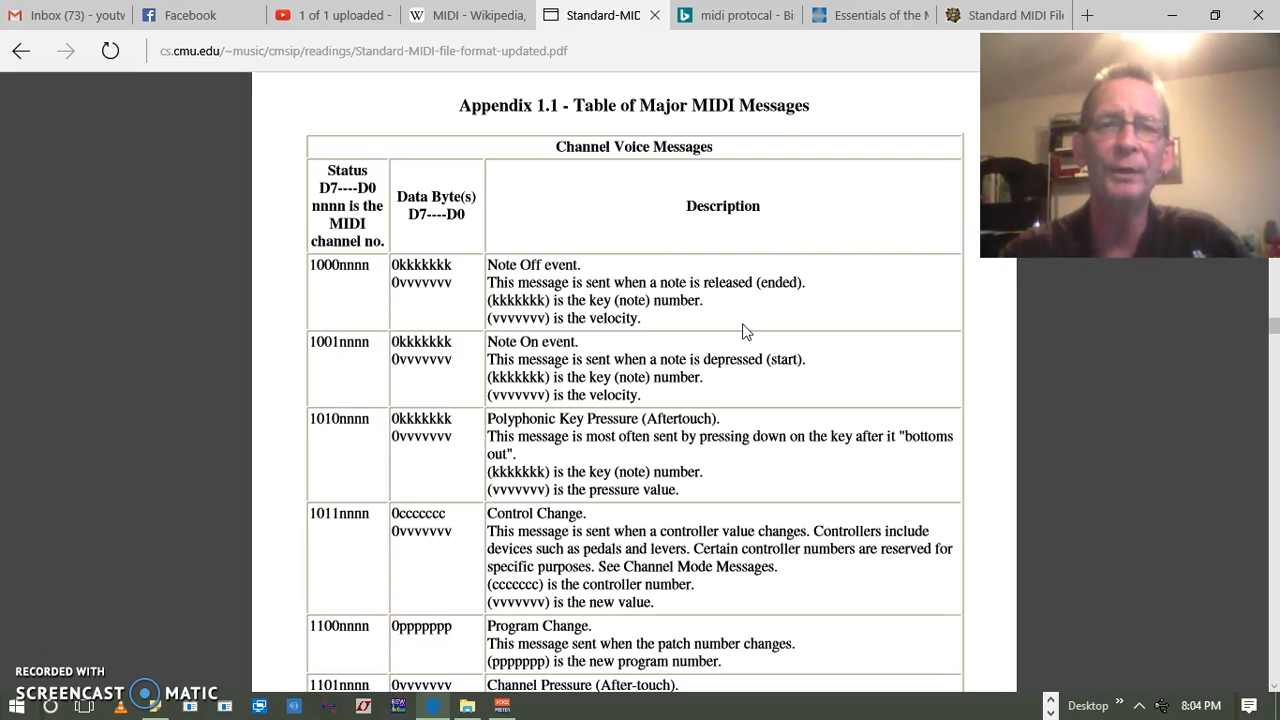 Inbox (73) - youtv
Facebook
1 of 1 uploaded -
MIDI - Wikipedia,
Standard-MID
midi protocal - Bi
Essentials of the M
Standard MIDI File
cs.cmu.edu/~music/cmsip/readings/Standard-MIDI-file-format-updated.pdf
Appendix 1.1 - Table of Major MIDI Messages
Channel Voice Messages
Status
D7----D0
nnnn is the
MIDI
channel no.
Data Byte(s)
D7----D0
Description
1000nnnn
0kkkkkkk
0vvvvvvv
Note Off event.
This message is sent when a note is released (ended).
(kkkkkkk) is the key (note) number.
(vvvvvvv) is the velocity.
1001nnnn
0kkkkkkk
0vvvvvvv
Note On event.
This message is sent when a note is depressed (start).
(kkkkkkk) is the key (note) number.
(vvvvvvv) is the velocity.
1010nnnn
0kkkkkkk
0vvvvvvv
Polyphonic Key Pressure (Aftertouch).
This message is most often sent by pressing down on the key after it "bottoms
out".
(kkkkkkk) is the key (note) number.
(vvvvvvv) is the pressure value.
1011nnnn
0ccccccc
0vvvvvvv
Control Change.
This message is sent when a controller value changes. Controllers include
devices such as pedals and levers. Certain controller numbers are reserved for
specific purposes. See Channel Mode Messages.
(ccccccc) is the controller number.
(vvvvvvv) is the new value.
1100nnnn
0ppppppp
Program Change.
This message sent when the patch number changes.
(ppppppp) is the new program number.
1101nnnn
0vvvvvvv
Channel Pressure (After-touch).
RECORDED WITH
SCREENCAST MATIC
Desktop
8:04 PM